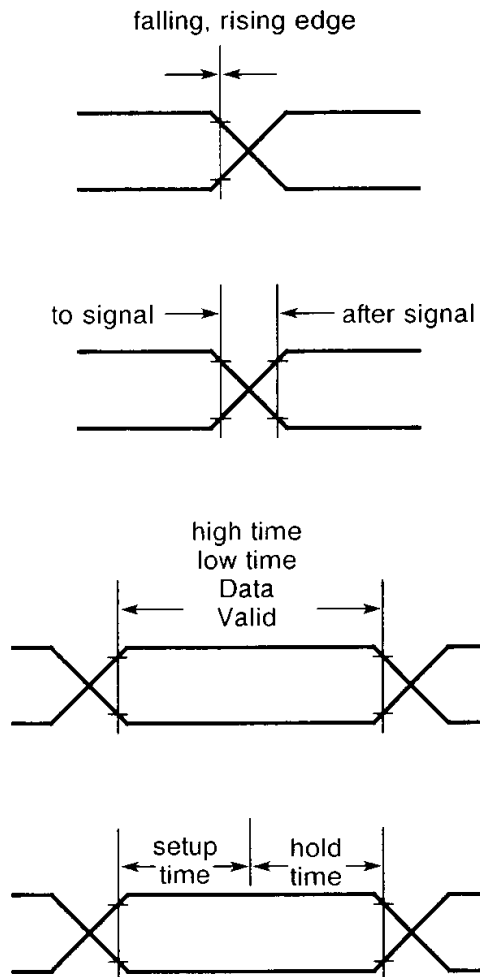 falling, rising edge
to signal
after signal
high time
low time
Data
Valid
setup
time
hold
time